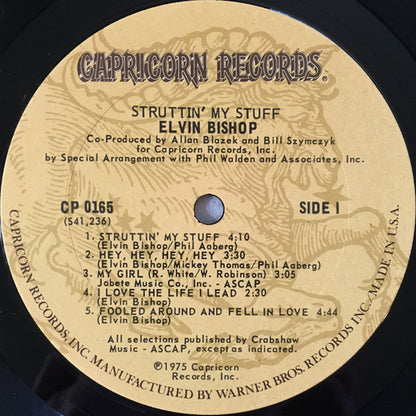 CAPRICORN RECORDS®
STRUTTIN' MY STUFF
ELVIN BISHOP
Co-Produced by Allan Blazek and Bill Szymczyk
for Capricorn Records, Inc.
by Special Arrangement with Phil Walden and Associates, Inc.
CP 0165 SIDE I
(S41,236)
1. STRUTTIN' MY STUFF 4:10
(Elvin Bishop/Phil Aaberg)
2. HEY, HEY, HEY, HEY 3:30
(Elvin Bishop/Mickey Thomas/Phil Aaberg)
3. MY GIRL (R. White/W. Robinson) 3:05
Jobete Music Co., Inc. - ASCAP
4. I LOVE THE LIFE I LEAD 2:30
(Elvin Bishop)
5. FOOLED AROUND AND FELL IN LOVE 4:44
(Elvin Bishop)
All selections published by Crabshaw
Music - ASCAP, except as indicated.
℗1975 Capricorn
Records, Inc.
CAPRICORN RECORDS, INC. MANUFACTURED BY WARNER BROS. RECORDS INC./MADE IN U.S.A.